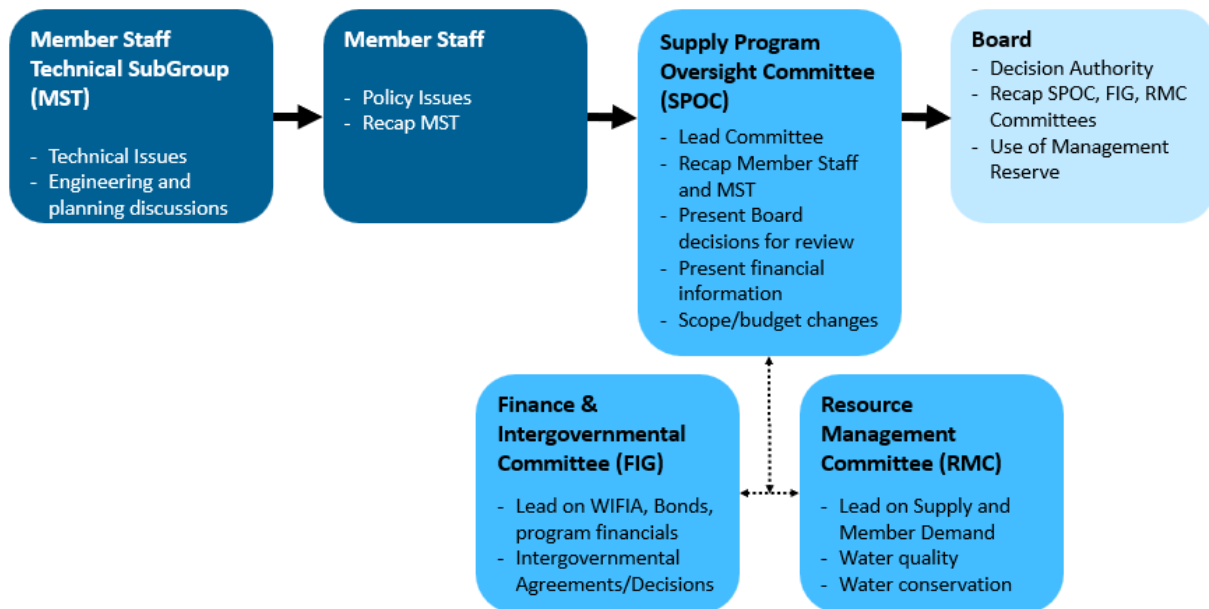 Member Staff
Technical SubGroup
(MST)
- Technical Issues
- Engineering and
planning discussions
Member Staff
- Policy Issues
- Recap MST
Supply Program
Oversight Committee
(SPOC)
- Lead Committee
- Recap Member Staff
and MST
- Present Board
decisions for review
- Present financial
information
- Scope/budget changes
Board
- Decision Authority
- Recap SPOC, FIG, RMC
Committees
- Use of Management
Reserve
Finance &
Intergovernmental
Committee (FIG)
- Lead on WIFIA, Bonds,
program financials
- Intergovernmental
Agreements/Decisions
Resource
Management
Committee (RMC)
- Lead on Supply and
Member Demand
- Water quality
- Water conservation